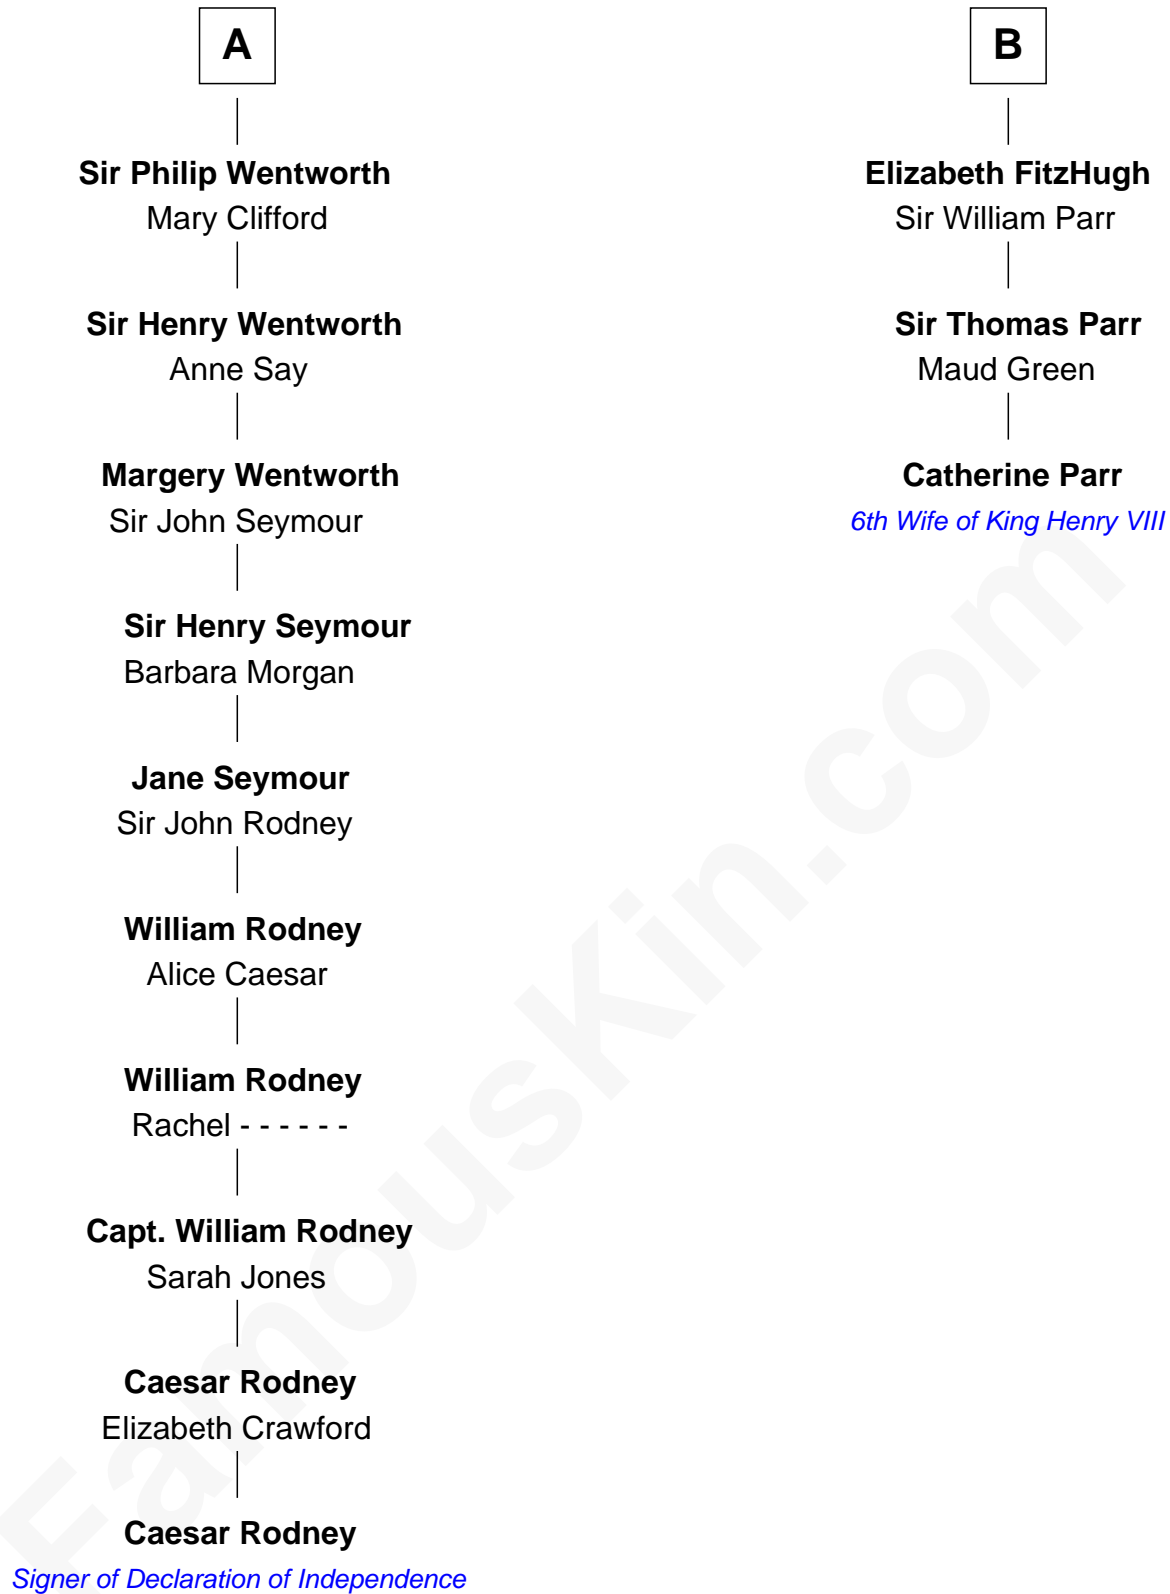 A
Sir Philip Wentworth
Mary Clifford
Sir Henry Wentworth
Anne Say
Margery Wentworth
Sir John Seymour
Sir Henry Seymour
Barbara Morgan
Jane Seymour
Sir John Rodney
William Rodney
Alice Caesar
William Rodney
Rachel - - - - - -
Capt. William Rodney
Sarah Jones
Caesar Rodney
Elizabeth Crawford
Caesar Rodney
Signer of Declaration of Independence
B
Elizabeth FitzHugh
Sir William Parr
Sir Thomas Parr
Maud Green
Catherine Parr
6th Wife of King Henry VIII
FamousKin.com